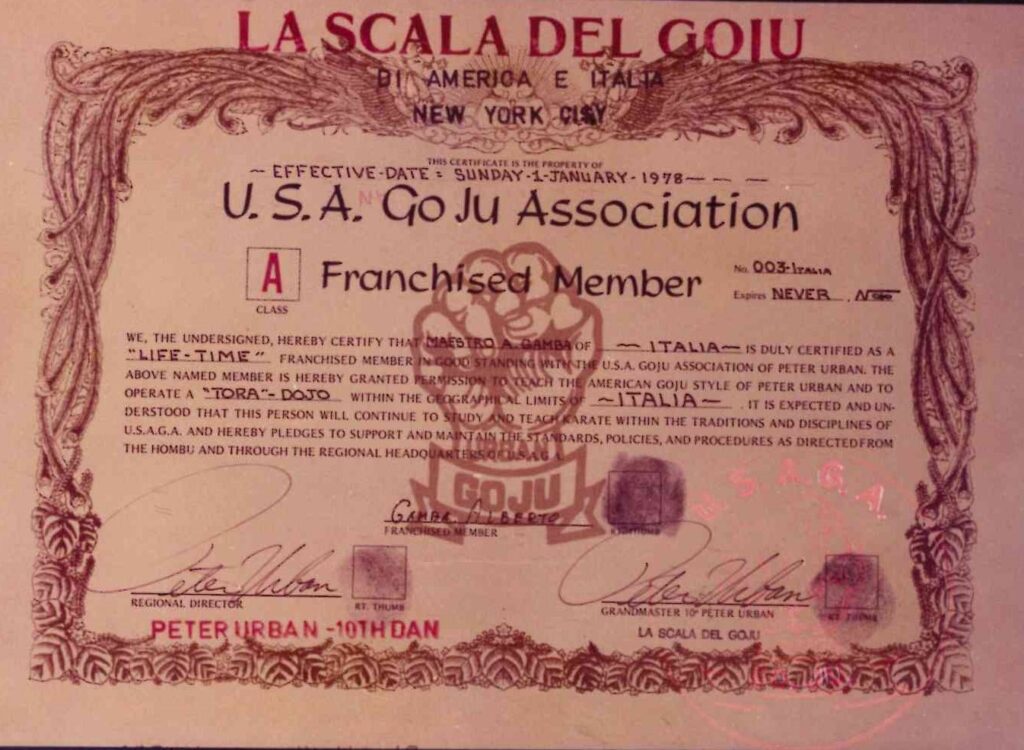 LA SCALA DEL GOJU
DI AMERICA E ITALIA
NEW YORK CITY
THIS CERTIFICATE IS THE PROPERTY OF
~ EFFECTIVE-DATE = SUNDAY-1-JANUARY-1978 — — —
NY
U.S.A. GoJu Association
A
CLASS
Franchised Member
No. 003-ITALIA
Expires NEVER
WE, THE UNDERSIGNED, HEREBY CERTIFY THAT MAESTRO A. GAMBA OF ~ ITALIA ~ IS DULY CERTIFIED AS A
"LIFE-TIME" FRANCHISED MEMBER IN GOOD STANDING WITH THE U.S.A. GOJU ASSOCIATION OF PETER URBAN. THE
ABOVE NAMED MEMBER IS HEREBY GRANTED PERMISSION TO TEACH THE AMERICAN GOJU STYLE OF PETER URBAN AND TO
OPERATE A "TORA"-DOJO WITHIN THE GEOGRAPHICAL LIMITS OF ~ITALIA~ . IT IS EXPECTED AND UN-
DERSTOOD THAT THIS PERSON WILL CONTINUE TO STUDY AND TEACH KARATE WITHIN THE TRADITIONS AND DISCIPLINES OF
U.S.A.G.A. AND HEREBY PLEDGES TO SUPPORT AND MAINTAIN THE STANDARDS, POLICIES, AND PROCEDURES AS DIRECTED FROM
THE HOMBU AND THROUGH THE REGIONAL HEADQUARTERS OF U.S.A.G.A.
GOJU
U.S.A.G.A.
GAMBA ALBERTO
FRANCHISED MEMBER
Peter Urban
REGIONAL DIRECTOR
RT. THUMB
Peter Urban
GRANDMASTER 10º PETER URBAN
RT. THUMB
PETER URBAN -10TH DAN
LA SCALA DEL GOJU